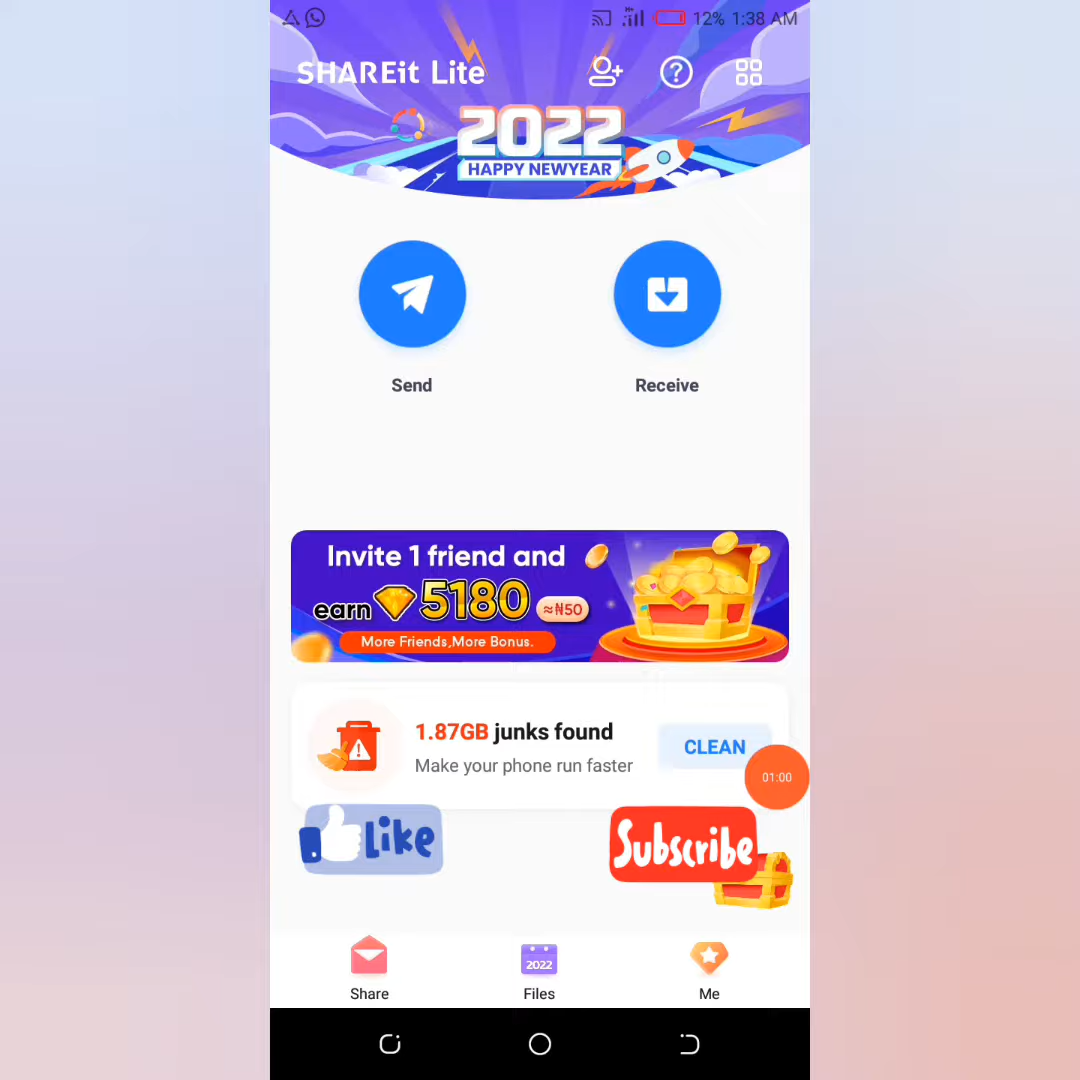 12% 1:38 AM
SHAREit Lite
2022
HAPPY NEWYEAR
Send
Receive
Invite 1 friend and
earn 5180 ≈₦50
More Friends,More Bonus.
1.87GB junks found
Make your phone run faster
CLEAN
01:00
Like
Subscribe
Share
2022
Files
Me